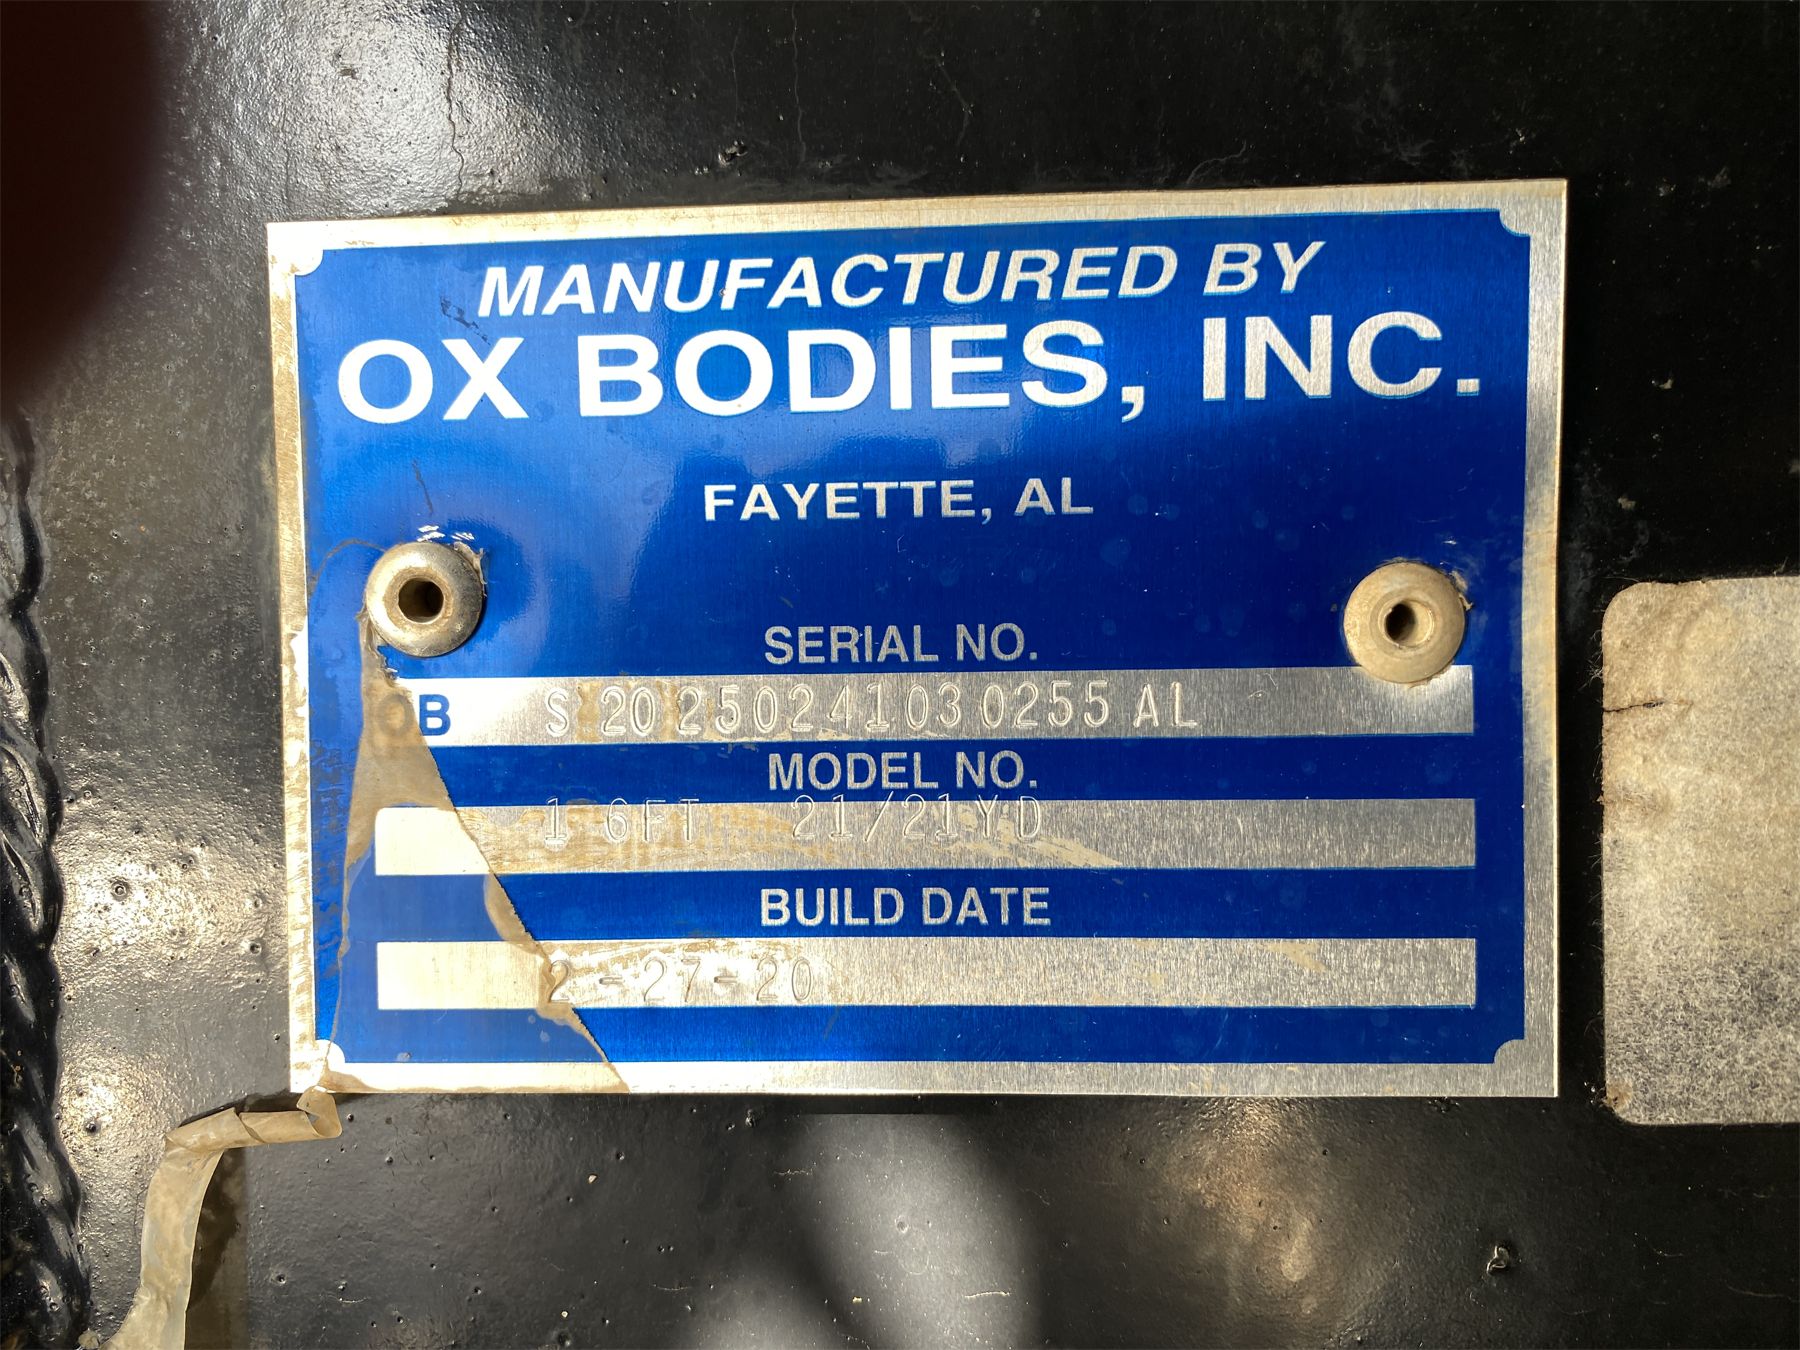 MANUFACTURED BY
OX BODIES, INC.
FAYETTE, AL
SERIAL NO.
OB S 20 25024103 0255 AL
MODEL NO.
16FT 21/21YD
BUILD DATE
2-27-20